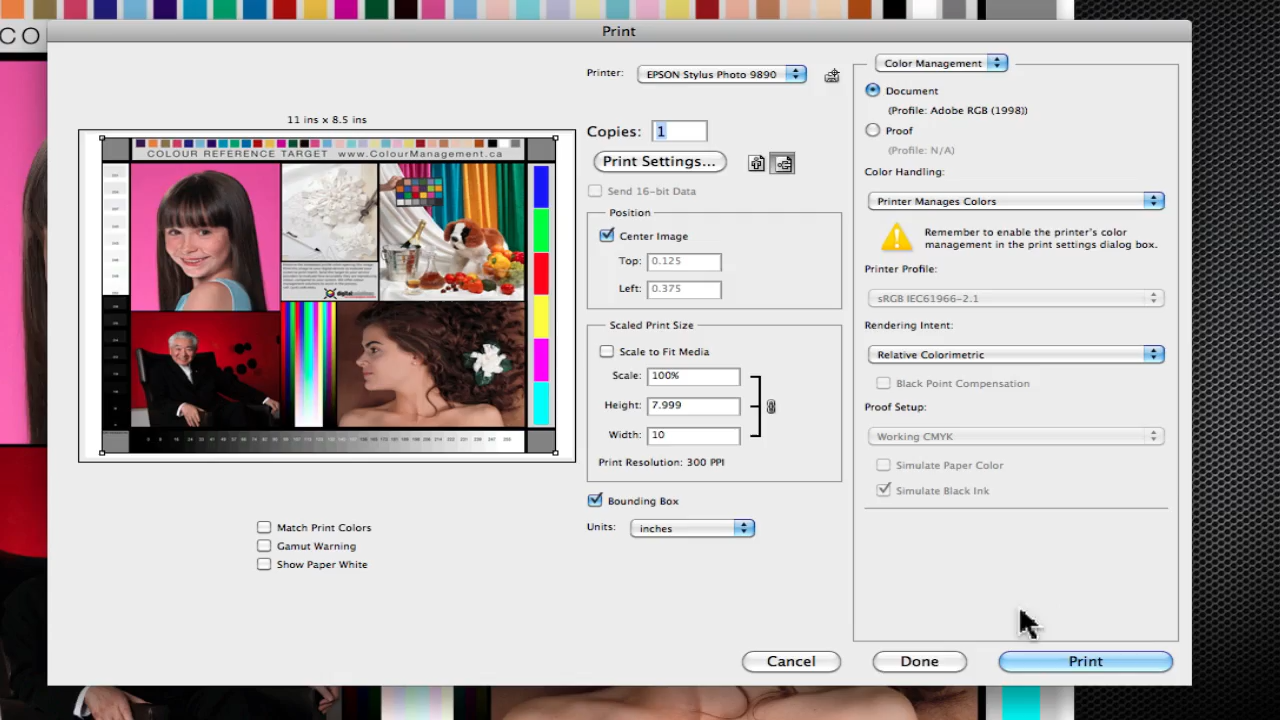 CO
Print
11 ins x 8.5 ins
COLOUR REFERENCE TARGET www.ColourManagement.ca
digital
Match Print Colors
Gamut Warning
Show Paper White
Printer: EPSON Stylus Photo 9890
Copies: 1
Print Settings...
Send 16-bit Data
Position
Center Image
Top: 0.125
Left: 0.375
Scaled Print Size
Scale to Fit Media
Scale: 100%
Height: 7.999
Width: 10
Print Resolution: 300 PPI
Bounding Box
Units: inches
Color Management
Document
(Profile: Adobe RGB (1998))
Proof
(Profile: N/A)
Color Handling:
Printer Manages Colors
Remember to enable the printer's color
management in the print settings dialog box.
Printer Profile:
sRGB IEC61966-2.1
Rendering Intent:
Relative Colorimetric
Black Point Compensation
Proof Setup:
Working CMYK
Simulate Paper Color
Simulate Black Ink
Cancel
Done
Print